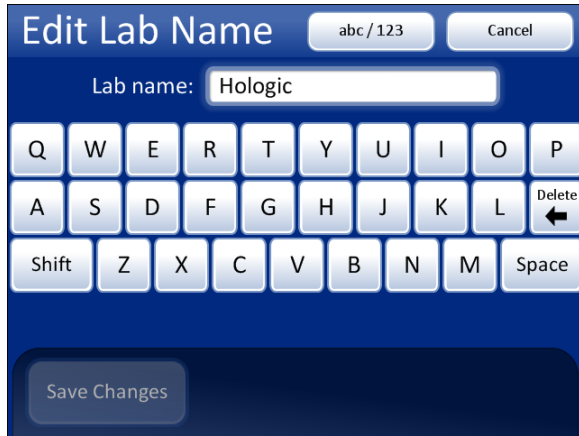 Edit Lab Name abc / 123 Cancel
Lab name: Hologic
Q W E R T Y U I O P
A S D F G H J K L Delete
Shift Z X C V B N M Space
Save Changes